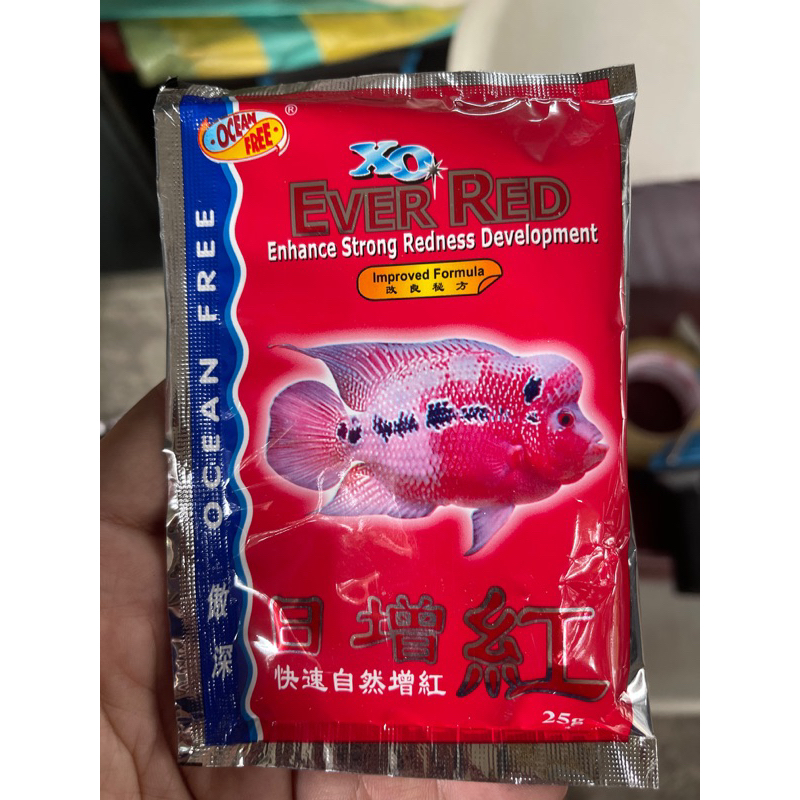 OCEAN
FREE
®
XO
EVER RED
Enhance Strong Redness Development
Improved Formula
改良秘方
OCEAN FREE
傲深
日增紅
快速自然增紅
25g